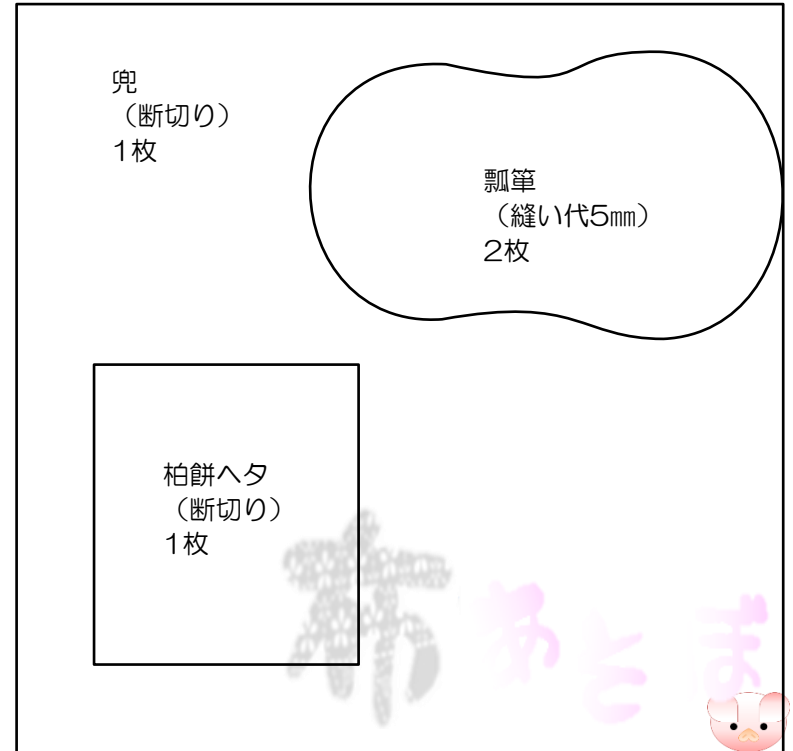 兜
（断切り）
1枚
瓢箪
（縫い代5㎜）
2枚
柏餅ヘタ
（断切り）
1枚
布あとぼ